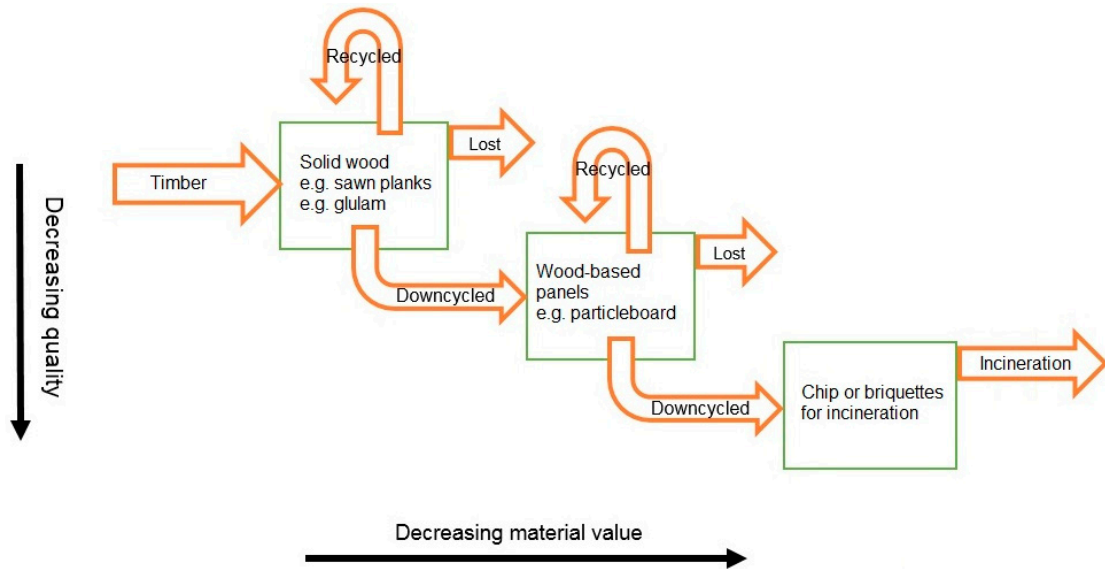 Recycled
Lost
Solid wood
e.g. sawn planks
e.g. glulam
Timber
Recycled
Lost
Downcycled
Wood-based
panels
e.g. particleboard
Decreasing
quality
Incineration
Downcycled
Chip or briquettes
for incineration
Decreasing material value